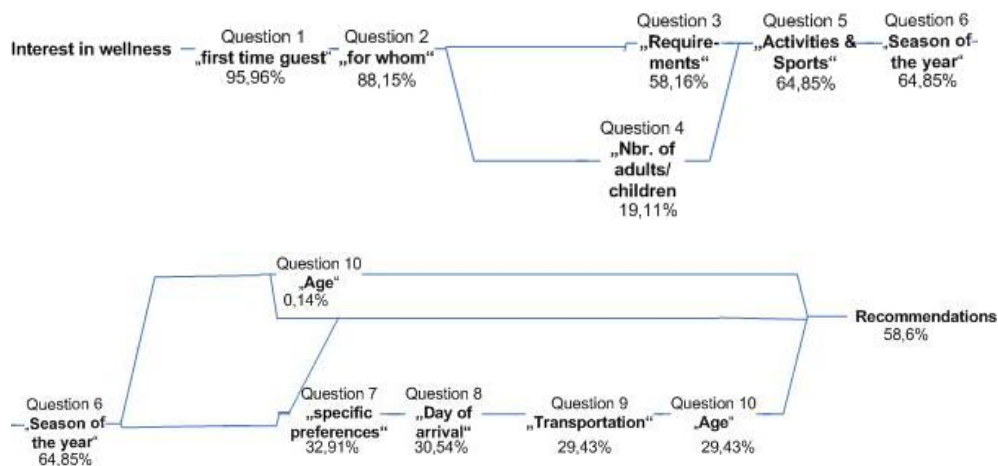 Interest in wellness
Question 1
„first time guest“
95,96%
Question 2
„for whom“
88,15%
Question 3
„Require-
ments“
58,16%
Question 4
„Nbr. of
adults/
children
19,11%
Question 5
„Activities &
Sports“
64,85%
Question 6
„Season of
the year“
64,85%
Question 6
„Season of
the year“
64,85%
Question 10
„Age“
0,14%
Question 7
„specific
preferences“
32,91%
Question 8
„Day of
arrival“
30,54%
Question 9
„Transportation“
29,43%
Question 10
„Age“
29,43%
Recommendations
58,6%